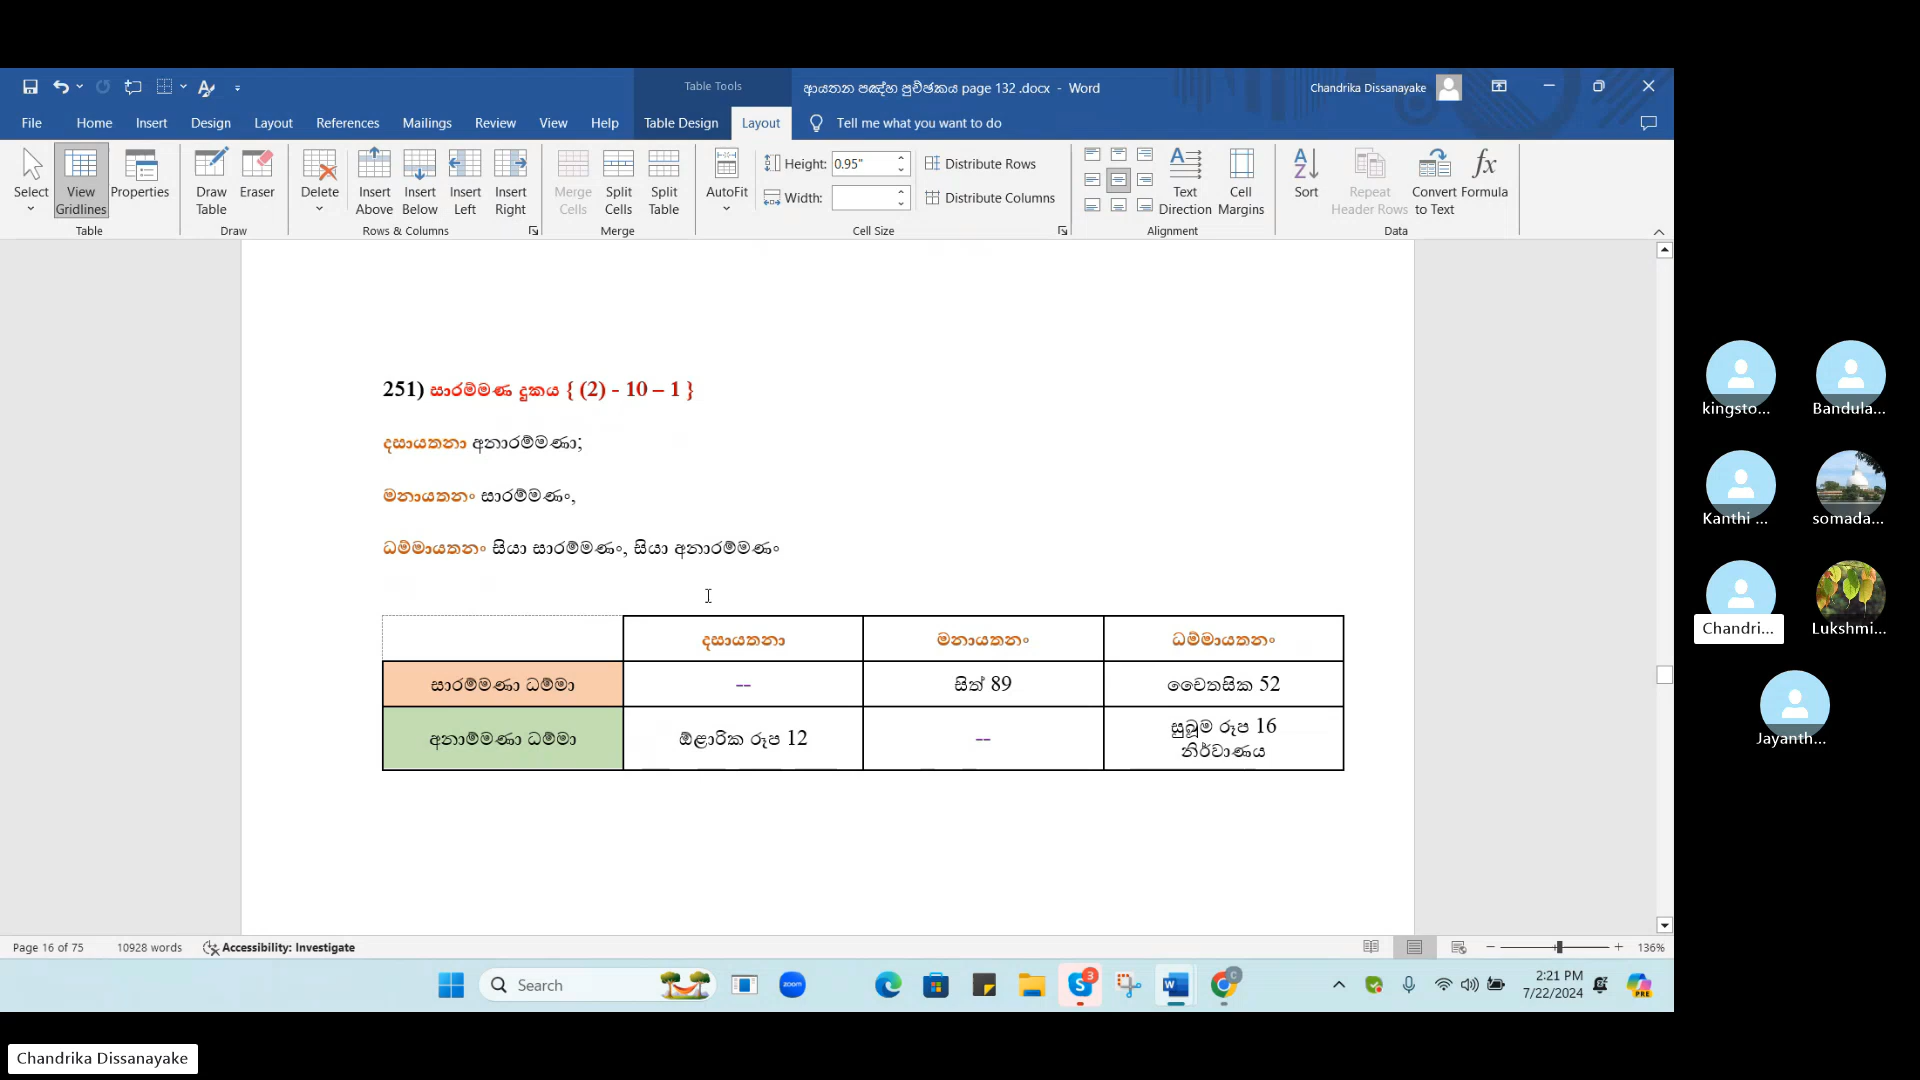 Table Tools
ආයතන පඤ්හ පුච්ඡකය page 132 .docx - Word
Chandrika Dissanayake
File Home Insert Design Layout References Mailings Review View Help Table Design Layout Tell me what you want to do
Select
View Gridlines
Properties
Draw Table
Eraser
Delete
Insert Above
Insert Below
Insert Left
Insert Right
Merge Cells
Split Cells
Split Table
AutoFit
Height: 0.95"
Width:
Distribute Rows
Distribute Columns
Text Direction
Cell Margins
Sort
Repeat Header Rows
Convert to Text
Formula
Table Draw Rows & Columns Merge Cell Size Alignment Data
251) සාරම්මණ දුකය { (2) - 10 – 1 }
දසායතනා අනාරම්මණා;
මනායතනං සාරම්මණං,
ධම්මායතනං සියා සාරම්මණං, සියා අනාරම්මණං
දසායතනා මනායතනං ධම්මායතනං
සාරම්මණා ධම්මා -- සිත් 89 චෛතසික 52
අනාම්මණා ධම්මා ඕළාරික රූප 12 -- සුඛුම රූප 16
නිර්වාණය
kingsto... Bandula...
Kanthi ... somada...
Chandri... Lukshmi...
Jayanth...
Page 16 of 75 10928 words Accessibility: Investigate 136%
Search
zoom
3
C
2:21 PM
7/22/2024
PRE
Chandrika Dissanayake